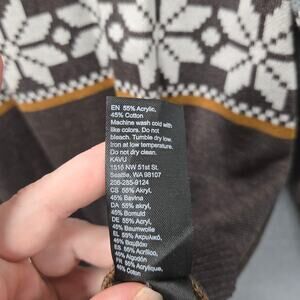 EN 55% Acrylic,
45% Cotton
Machine wash cold with
like colors. Do not
bleach. Tumble dry low.
Iron at low temperature.
Do not dry clean.
KAVU
1515 NW 51st St.
Seattle, WA 98107
206-285-9124
CS 55% Akryl,
45% Bavlna
DA 55% akryl,
45% Bomuld
DE 55% Acryl,
45% Baumwolle
EL 55% Ακρυλικό,
45% Βαμβάκι
ES 55% Acrílico,
45% Algodón
FR 55% Acrylique,
45% Coton